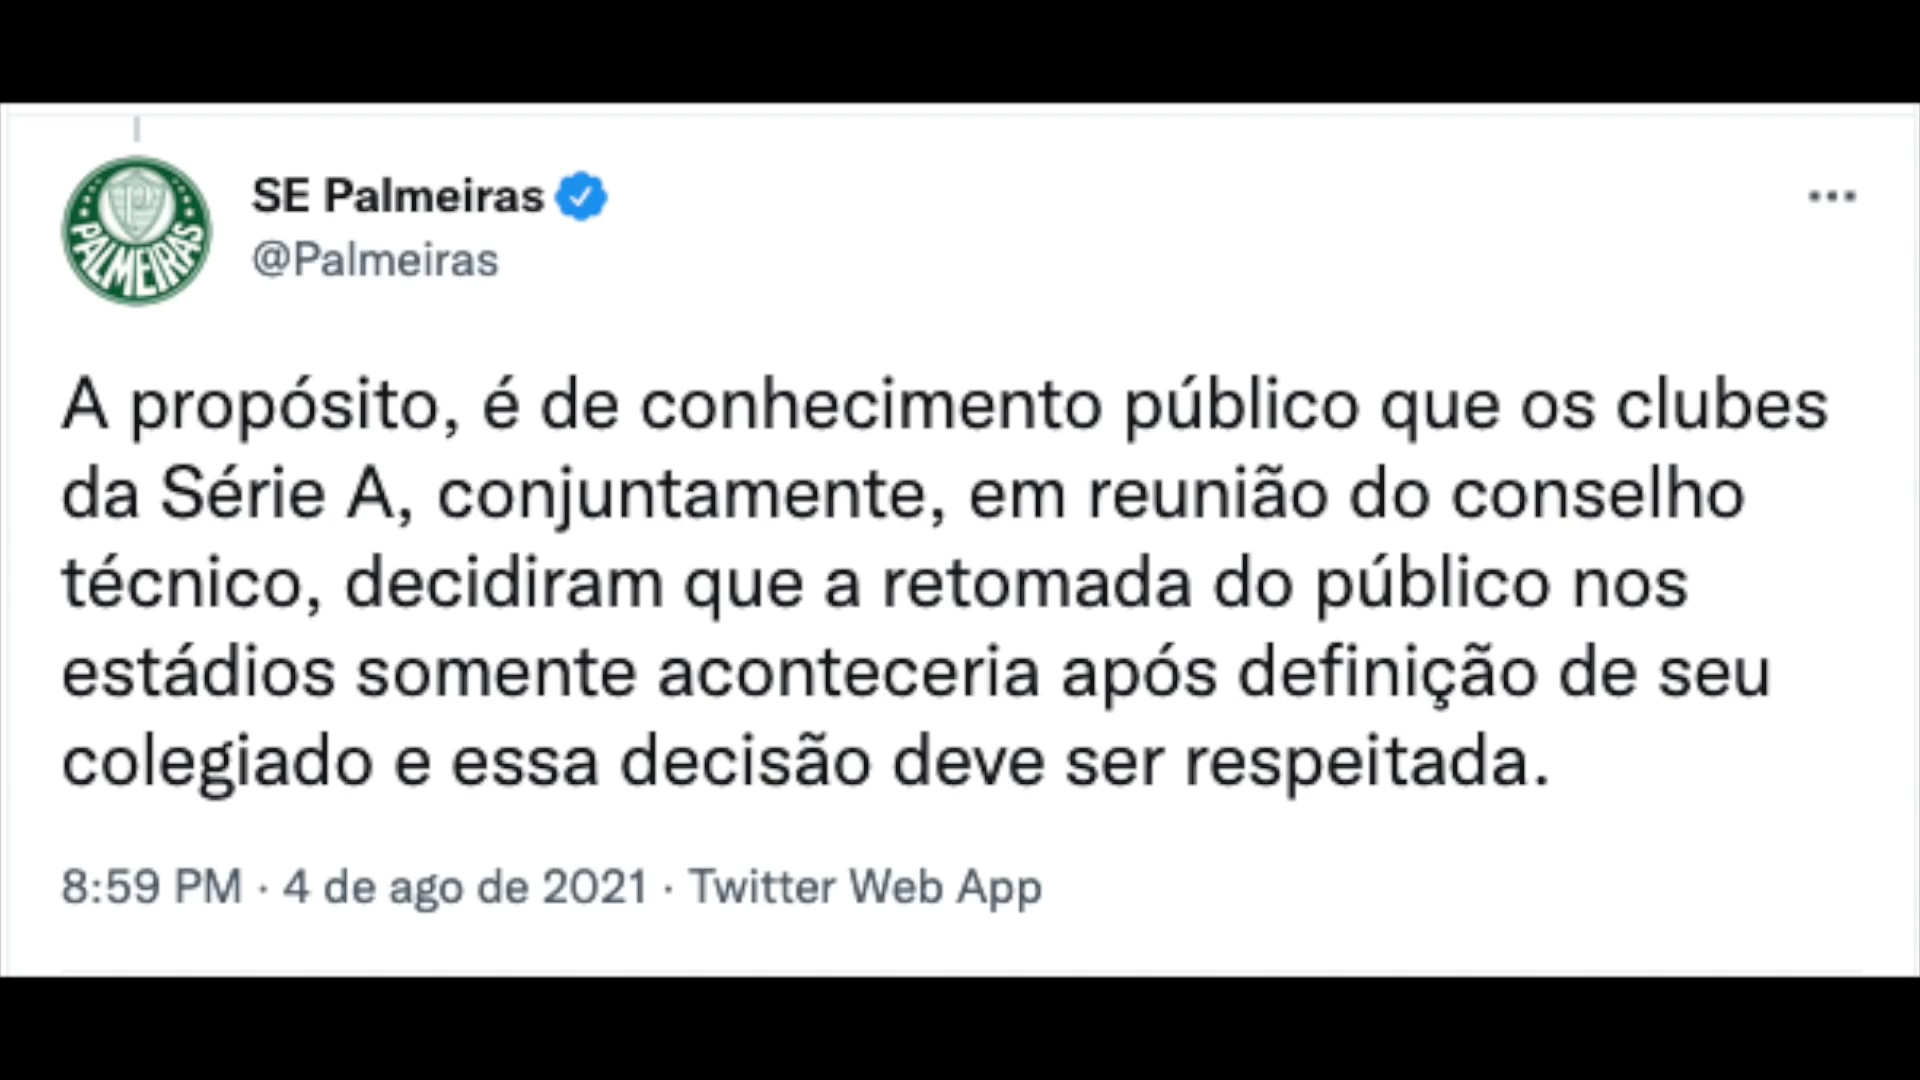 SE Palmeiras
@Palmeiras
PALMEIRAS
A propósito, é de conhecimento público que os clubes
da Série A, conjuntamente, em reunião do conselho
técnico, decidiram que a retomada do público nos
estádios somente aconteceria após definição de seu
colegiado e essa decisão deve ser respeitada.
8:59 PM · 4 de ago de 2021 · Twitter Web App